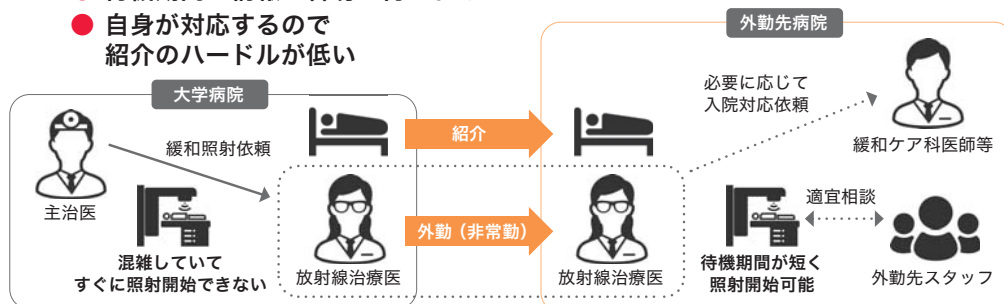 ● 自身が対応するので
紹介のハードルが低い
大学病院
主治医
緩和照射依頼
混雑していて
すぐに照射開始できない
放射線治療医
紹介
外勤（非常勤）
外勤先病院
放射線治療医
必要に応じて
入院対応依頼
緩和ケア科医師等
待機期間が短く
照射開始可能
適宜相談
外勤先スタッフ